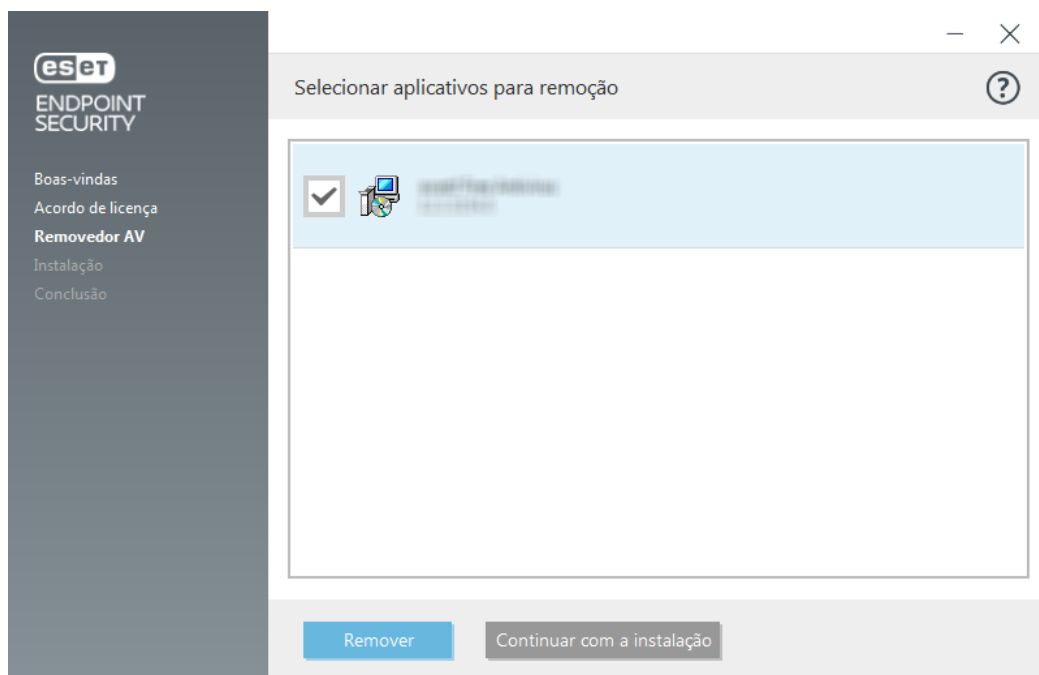 eseT
ENDPOINT
SECURITY
Boas-vindas
Acordo de licença
Removedor AV
Instalação
Conclusão
Selecionar aplicativos para remoção
?
Remover
Continuar com a instalação